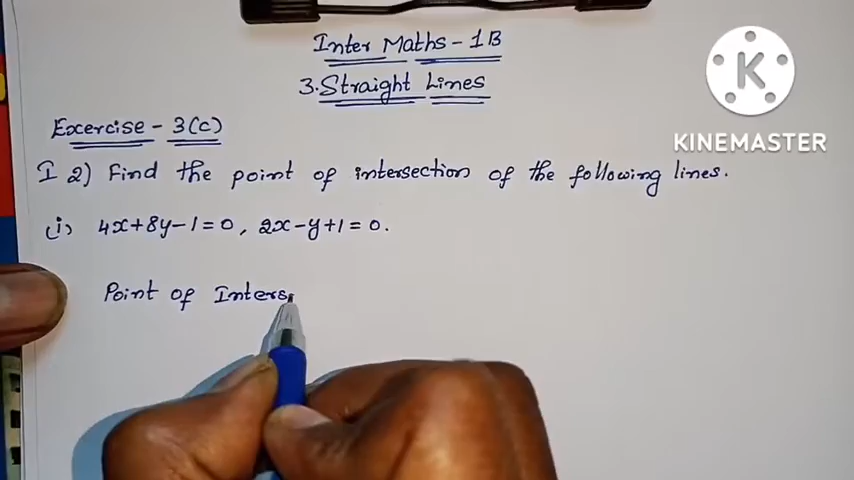 Inter Maths - 1B
3. Straight Lines
KINEMASTER
Exercise - 3(c)
I 2) Find the point of intersection of the following lines.
(i) 4x+8y-1=0, 2x-y+1=0.
Point of Inters